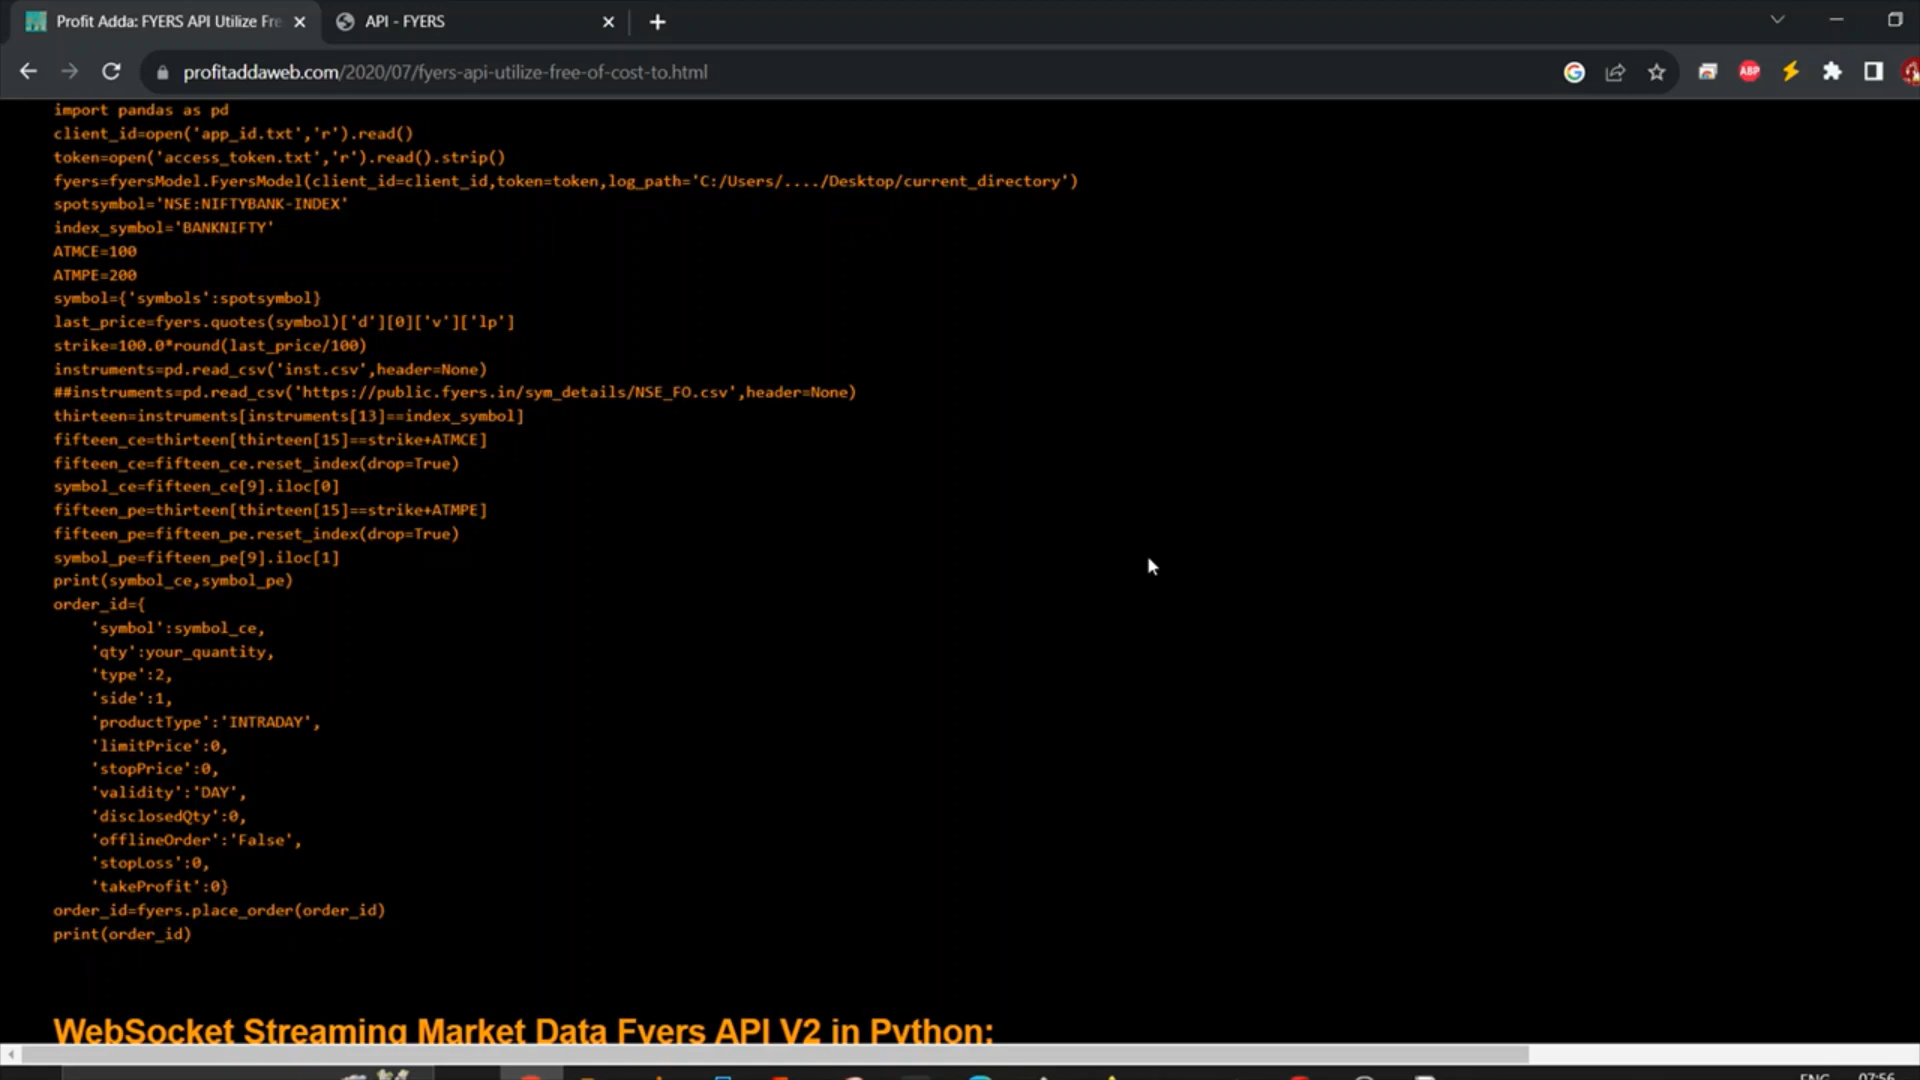 Profit Adda: FYERS API Utilize Fre
API - FYERS
profitaddaweb.com/2020/07/fyers-api-utilize-free-of-cost-to.html
ABP
import pandas as pd
client_id=open('app_id.txt','r').read()
token=open('access_token.txt','r').read().strip()
fyers=fyersModel.FyersModel(client_id=client_id,token=token,log_path='C:/Users/..../Desktop/current_directory')
spotsymbol='NSE:NIFTYBANK-INDEX'
index_symbol='BANKNIFTY'
ATMCE=100
ATMPE=200
symbol={'symbols':spotsymbol}
last_price=fyers.quotes(symbol)['d'][0]['v']['lp']
strike=100.0*round(last_price/100)
instruments=pd.read_csv('inst.csv',header=None)
##instruments=pd.read_csv('https://public.fyers.in/sym_details/NSE_FO.csv',header=None)
thirteen=instruments[instruments[13]==index_symbol]
fifteen_ce=thirteen[thirteen[15]==strike+ATMCE]
fifteen_ce=fifteen_ce.reset_index(drop=True)
symbol_ce=fifteen_ce[9].iloc[0]
fifteen_pe=thirteen[thirteen[15]==strike+ATMPE]
fifteen_pe=fifteen_pe.reset_index(drop=True)
symbol_pe=fifteen_pe[9].iloc[1]
print(symbol_ce,symbol_pe)
order_id={
'symbol':symbol_ce,
'qty':your_quantity,
'type':2,
'side':1,
'productType':'INTRADAY',
'limitPrice':0,
'stopPrice':0,
'validity':'DAY',
'disclosedQty':0,
'offlineOrder':'False',
'stopLoss':0,
'takeProfit':0}
order_id=fyers.place_order(order_id)
print(order_id)
WebSocket Streaming Market Data Fyers API V2 in Python:
ENG
07:56